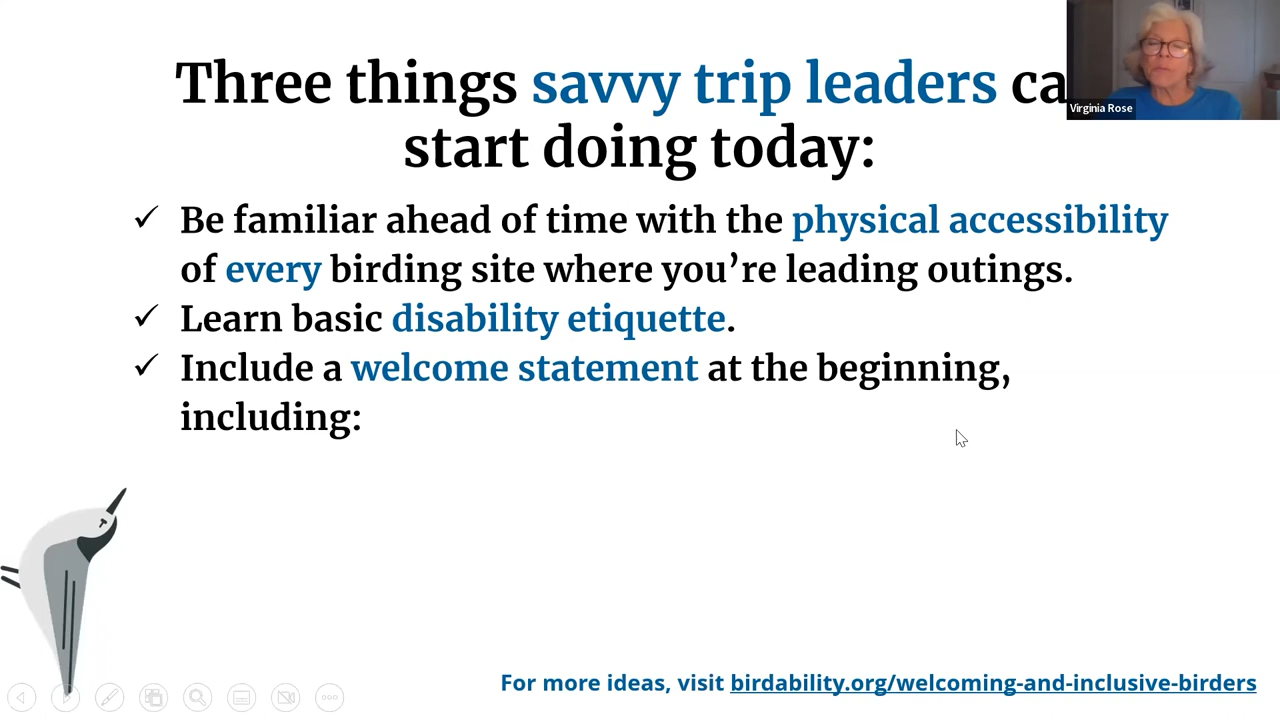 Three things savvy trip leaders ca
start doing today:
Virginia Rose
✓ Be familiar ahead of time with the physical accessibility
of every birding site where you’re leading outings.
✓ Learn basic disability etiquette.
✓ Include a welcome statement at the beginning,
including:
For more ideas, visit birdability.org/welcoming-and-inclusive-birders